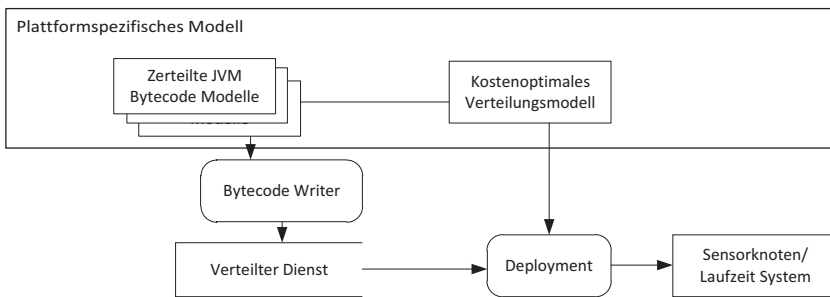 Plattformspezifisches Modell
Zerteilte JVM
Bytecode Modelle
Kostenoptimales
Verteilungsmodell
Bytecode Writer
Verteilter Dienst
Deployment
Sensorknoten/
Laufzeit System